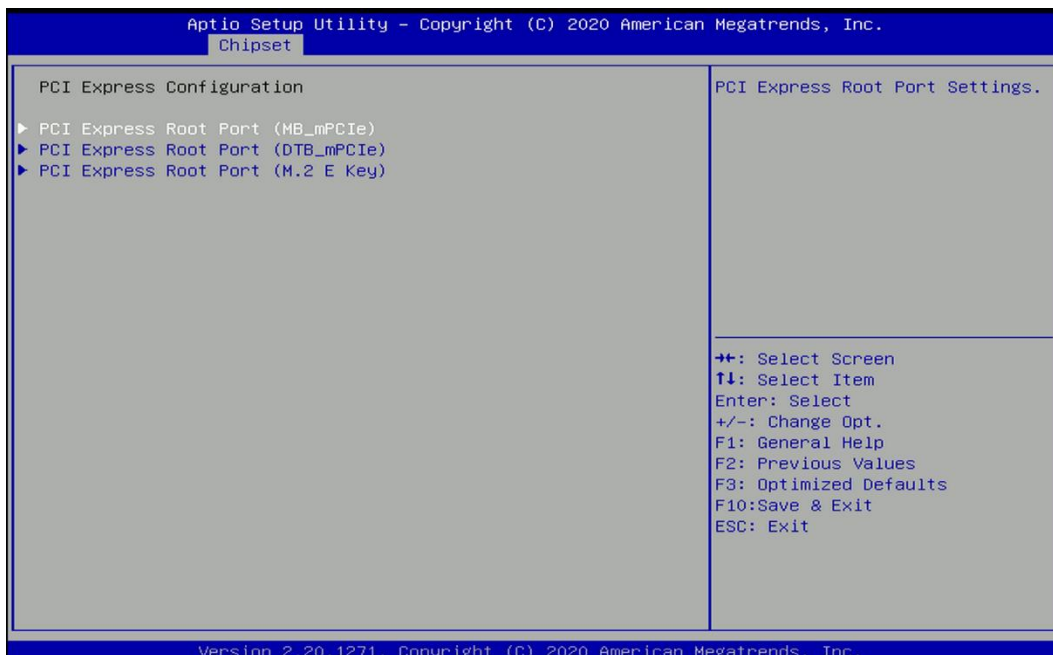 Aptio Setup Utility – Copyright (C) 2020 American Megatrends, Inc.
Chipset
PCI Express Configuration
▶ PCI Express Root Port (MB_mPCIe)
▶ PCI Express Root Port (DTB_mPCIe)
▶ PCI Express Root Port (M.2 E Key)
PCI Express Root Port Settings.
→←: Select Screen
↑↓: Select Item
Enter: Select
+/-: Change Opt.
F1: General Help
F2: Previous Values
F3: Optimized Defaults
F10:Save & Exit
ESC: Exit
Version 2.20.1271. Copyright (C) 2020 American Megatrends, Inc.